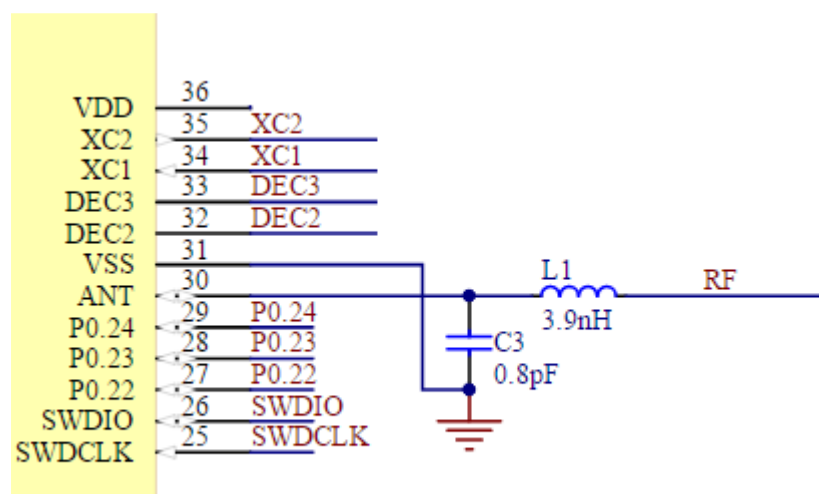 VDD 36
XC2 35 XC2
XC1 34 XC1
DEC3 33 DEC3
DEC2 32 DEC2
VSS 31
ANT 30 L1 RF
3.9nH
P0.24 29 P0.24
P0.23 28 P0.23 C3
P0.22 27 P0.22 0.8pF
SWDIO 26 SWDIO
SWDCLK 25 SWDCLK